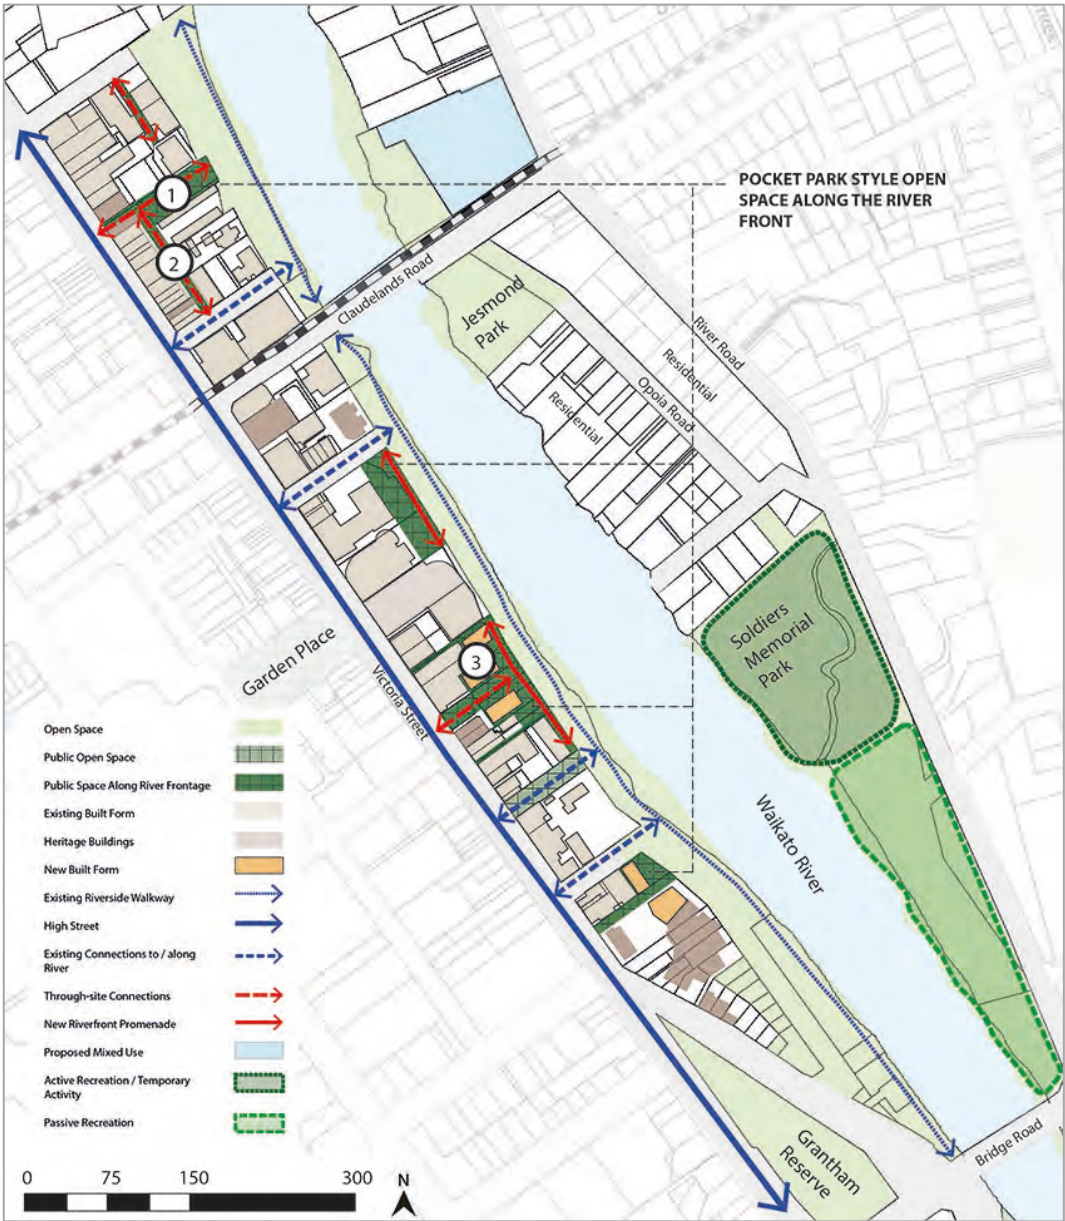 1
POCKET PARK STYLE OPEN
SPACE ALONG THE RIVER
FRONT
2
Claudelands Road
Jesmond
Park
River Road
Residential
Opoia Road
Residential
Soldiers
Memorial
Park
Garden Place
3
Victoria Street
Waikato River
Open Space
Public Open Space
Public Space Along River Frontage
Existing Built Form
Heritage Buildings
New Built Form
Existing Riverside Walkway
High Street
Existing Connections to / along
River
Through-site Connections
New Riverfront Promenade
Proposed Mixed Use
Active Recreation / Temporary
Activity
Passive Recreation
Grantham
Reserve
Bridge Road
0 75 150 300
N